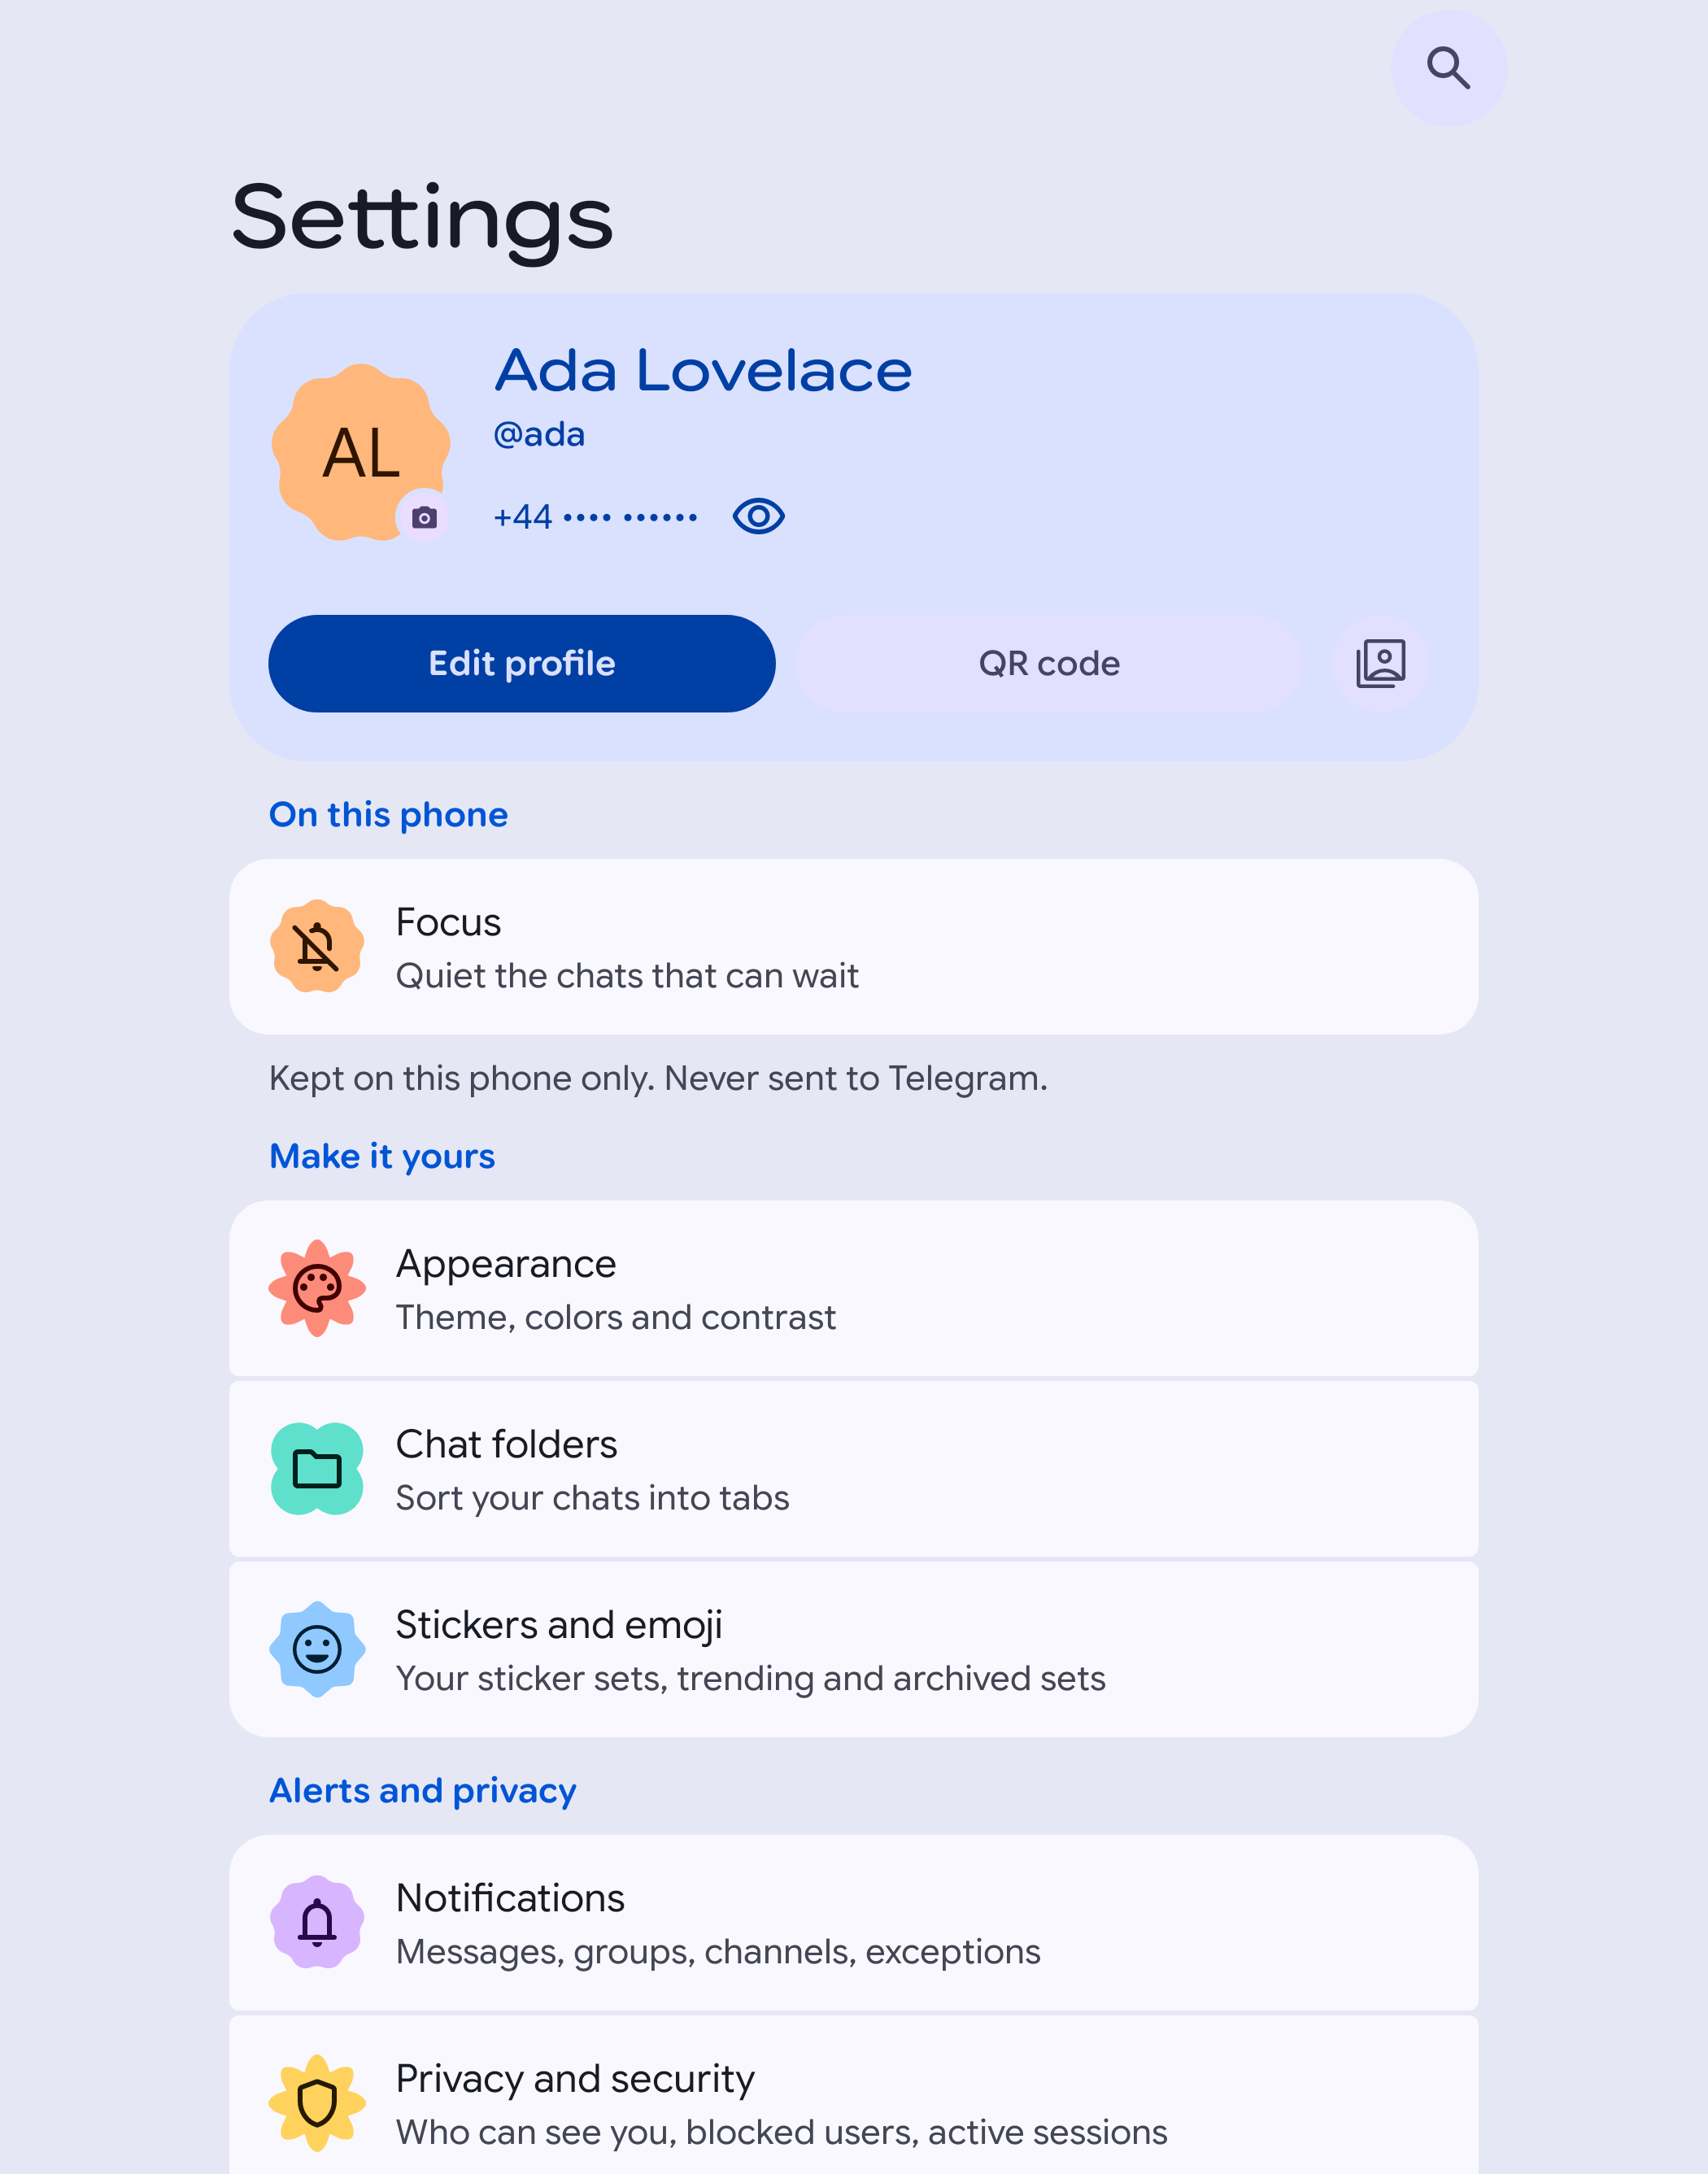 Settings
AL
Ada Lovelace
@ada
+44 •••• ••••••
Edit profile
QR code
On this phone
Focus
Quiet the chats that can wait
Kept on this phone only. Never sent to Telegram.
Make it yours
Appearance
Theme, colors and contrast
Chat folders
Sort your chats into tabs
Stickers and emoji
Your sticker sets, trending and archived sets
Alerts and privacy
Notifications
Messages, groups, channels, exceptions
Privacy and security
Who can see you, blocked users, active sessions